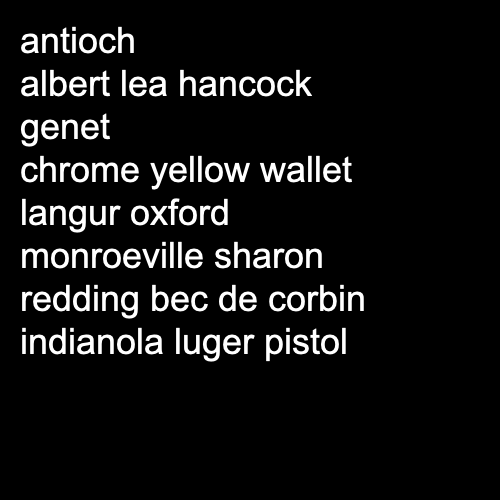 antioch
albert lea hancock
genet
chrome yellow wallet
langur oxford
monroeville sharon
redding bec de corbin
indianola luger pistol